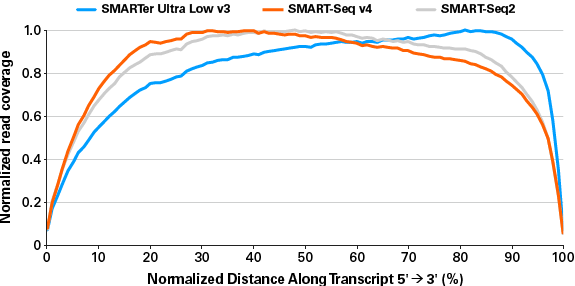 SMARTer Ultra Low v3 SMART-Seq v4 SMART-Seq2
Normalized read coverage
1.0
0.8
0.6
0.4
0.2
0
0 10 20 30 40 50 60 70 80 90 100
Normalized Distance Along Transcript 5'→3' (%)